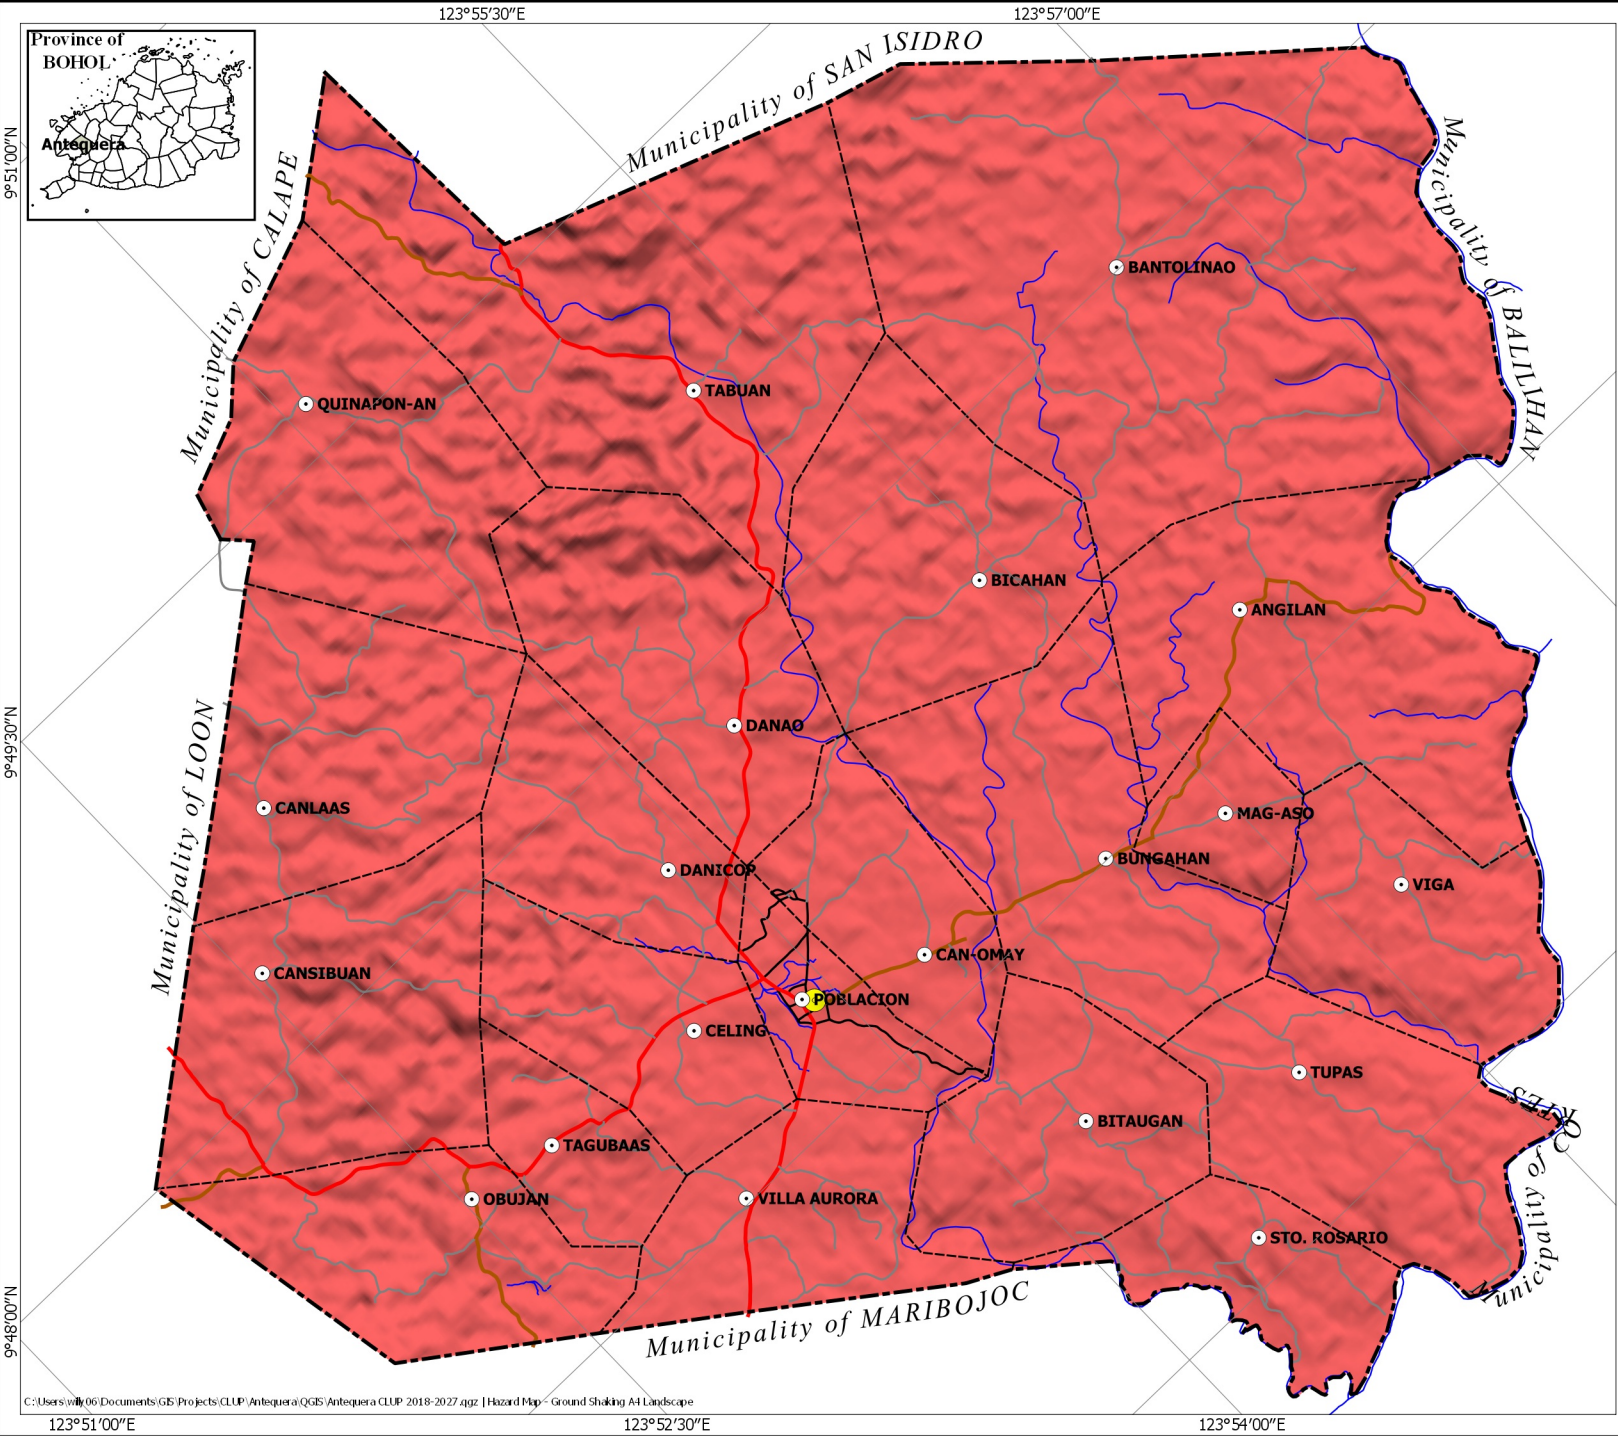 123°55'30"E
123°57'00"E
Province of
BOHOL
Antequera
9°51'00"N
9°49'30"N
9°48'00"N
Municipality of SAN ISIDRO
Municipality of CALAPE
Municipality of BALILIHAN
BANTOLINAO
TABUAN
QUINAPON-AN
BICAHAN
ANGILAN
DANAO
Municipality of LOON
CANLAAS
MAG-ASO
BUNGAHAN
DANICOP
VIGA
CAN-OMAY
CANSIBUAN
POBLACION
CELING
TUPAS
BITAUGAN
TAGUBAAS
Municipality of CORTES
OBUJAN
VILLA AURORA
STO. ROSARIO
Municipality of MARIBOJOC
C:\Users\willy06\Documents\GIS\Projects\CLUP\Antequera\QGIS\Antequera CLUP 2018-2027.qgz | Hazard Map - Ground Shaking A4 Landscape
123°51'00"E
123°52'30"E
123°54'00"E